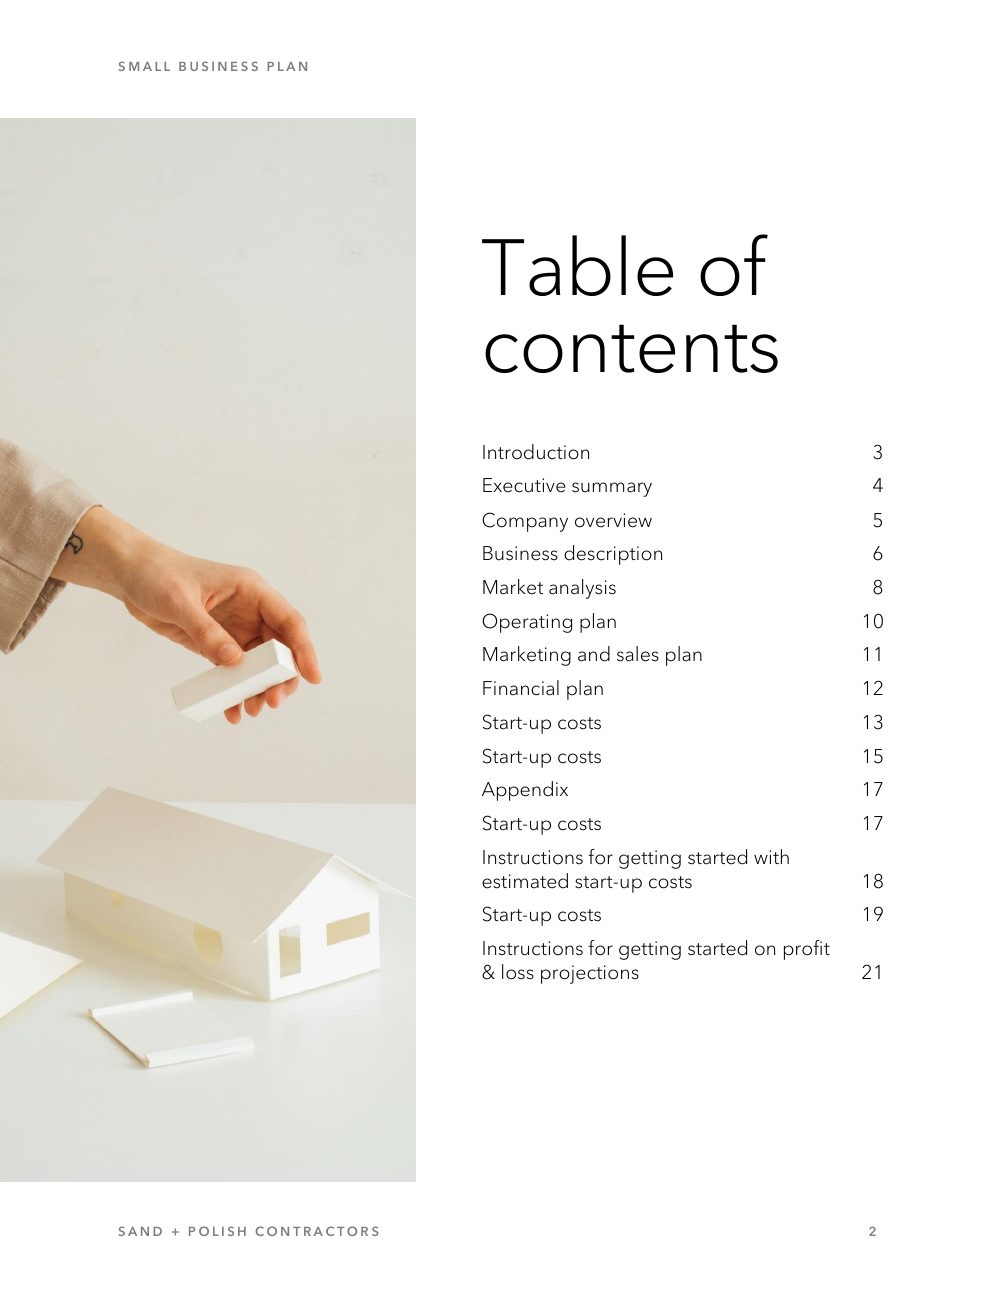 SMALL BUSINESS PLAN
Table of
contents
Introduction 3
Executive summary 4
Company overview 5
Business description 6
Market analysis 8
Operating plan 10
Marketing and sales plan 11
Financial plan 12
Start-up costs 13
Start-up costs 15
Appendix 17
Start-up costs 17
Instructions for getting started with
estimated start-up costs 18
Start-up costs 19
Instructions for getting started on profit
& loss projections 21
SAND + POLISH CONTRACTORS 2